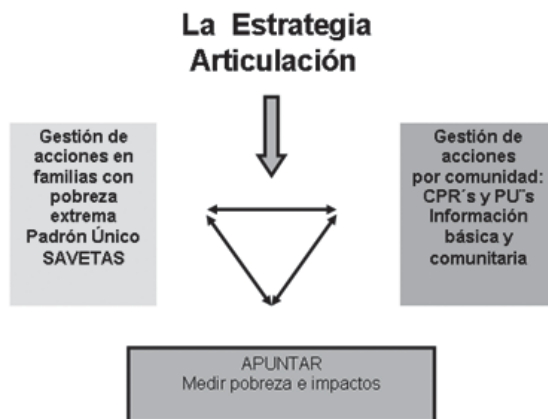 La Estrategia
Articulación
Gestión de
acciones en
familias con
pobreza
extrema
Padrón Único
SAVETAS
Gestión de
acciones
por comunidad:
CPR´s y PU¨s
Información
básica y
comunitaria
APUNTAR
Medir pobreza e impactos